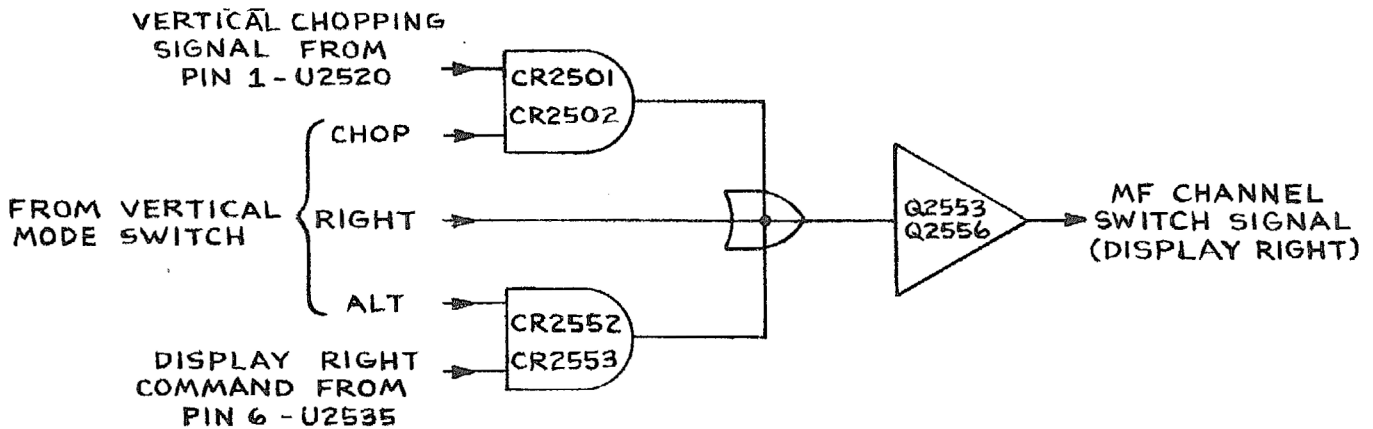 VERTICAL CHOPPING
SIGNAL FROM
PIN 1 - U2520
CR2501
CR2502
CHOP
FROM VERTICAL
MODE SWITCH
RIGHT
ALT
CR2552
CR2553
DISPLAY RIGHT
COMMAND FROM
PIN 6 - U2535
Q2553
Q2556
MF CHANNEL
SWITCH SIGNAL
(DISPLAY RIGHT)